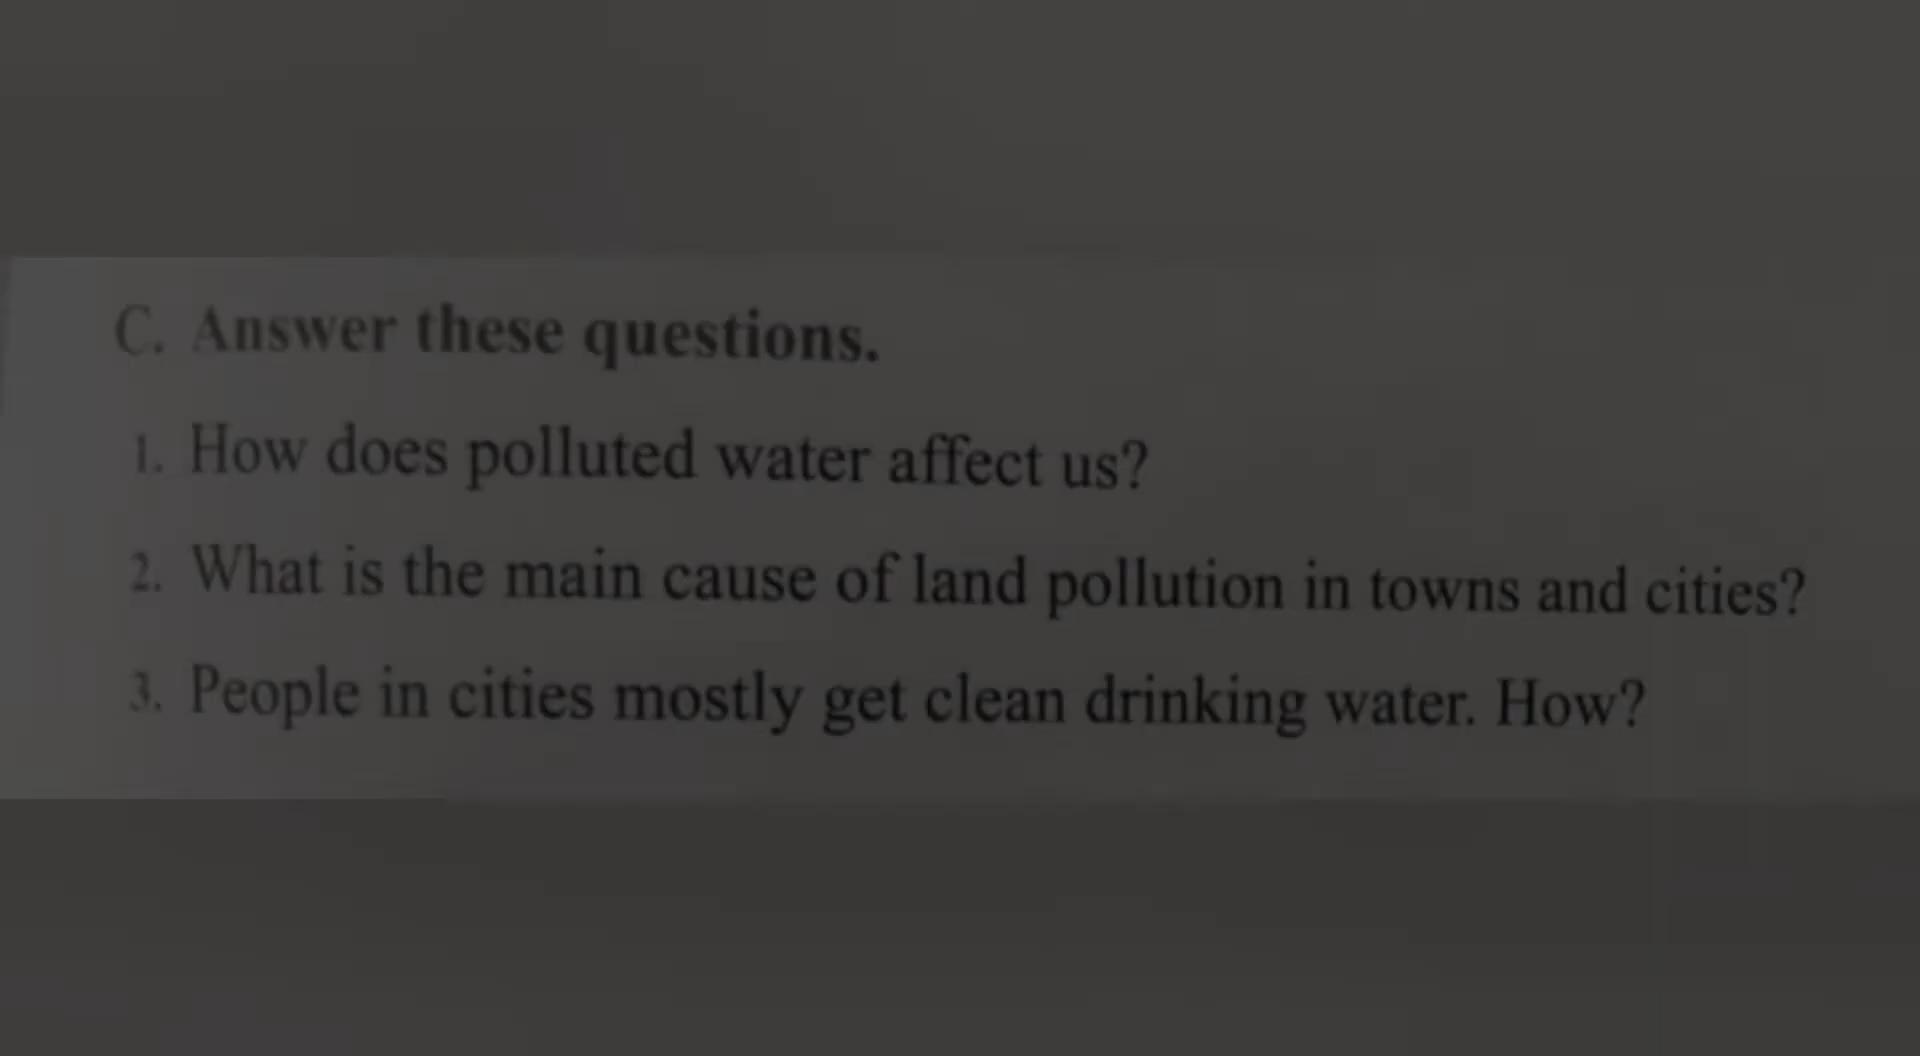 C. Answer these questions.
1. How does polluted water affect us?
2. What is the main cause of land pollution in towns and cities?
3. People in cities mostly get clean drinking water. How?